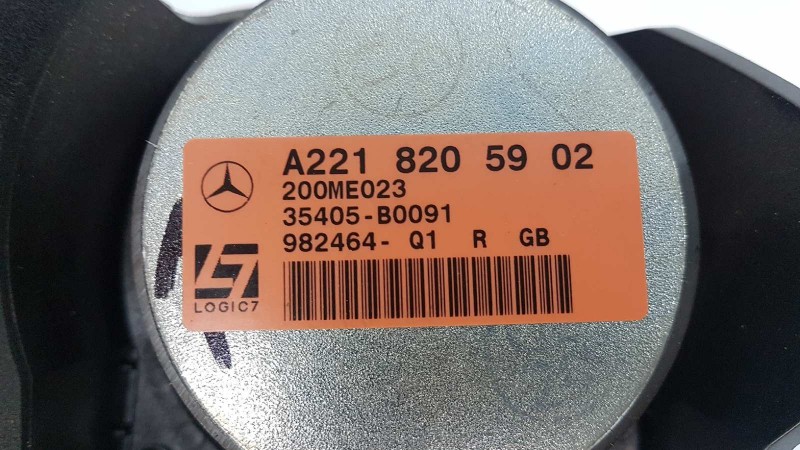 A221 820 59 02
200ME023
35405-B0091
982464- Q1 R GB
LOGIC7